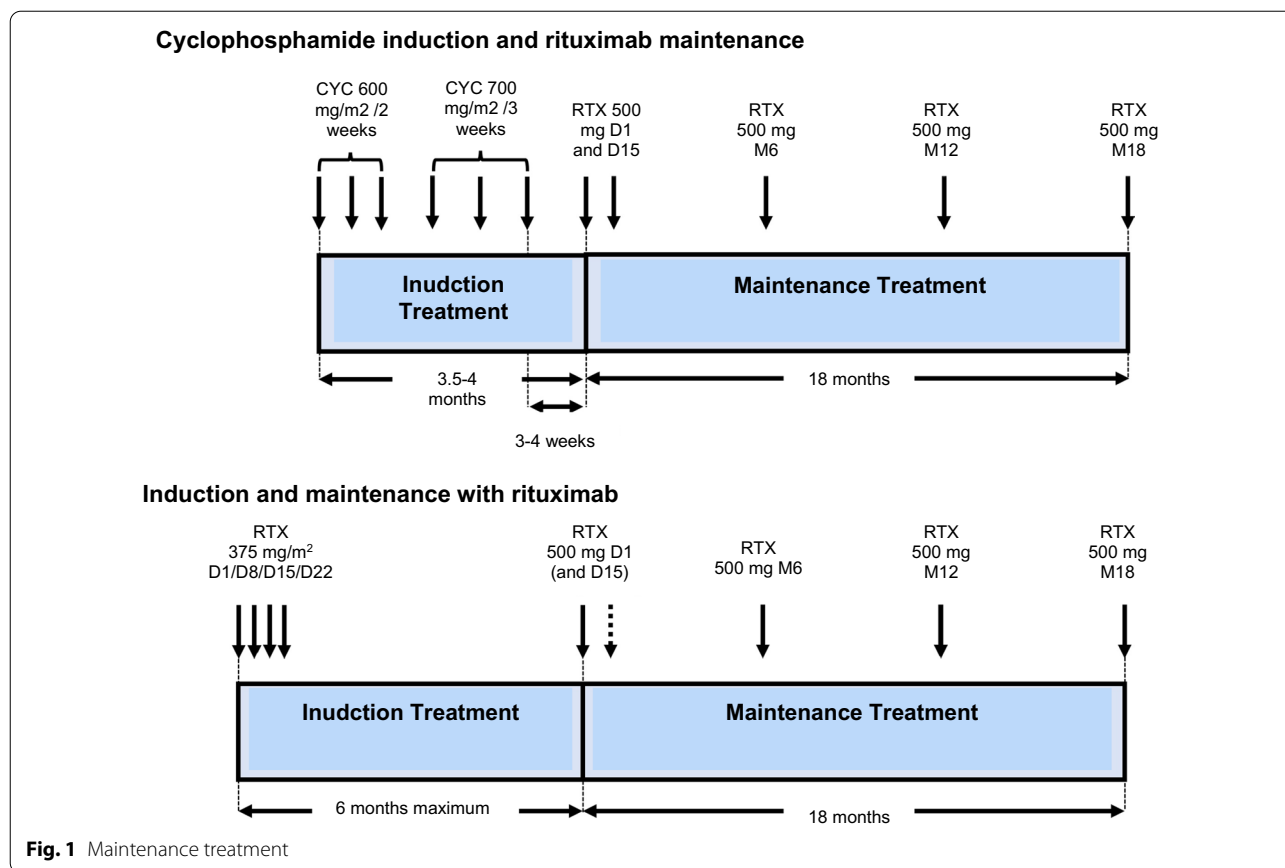 Cyclophosphamide induction and rituximab maintenance
CYC 600
mg/m2 /2
weeks
CYC 700
mg/m2 /3
weeks
RTX 500
mg D1
and D15
RTX
500 mg
M6
RTX
500 mg
M12
RTX
500 mg
M18
Inudction
Treatment
Maintenance Treatment
3.5-4
months
18 months
3-4 weeks
Induction and maintenance with rituximab
RTX
375 mg/m²
D1/D8/D15/D22
RTX
500 mg D1
(and D15)
RTX
500 mg M6
RTX
500 mg
M12
RTX
500 mg
M18
Inudction Treatment
Maintenance Treatment
6 months maximum
18 months
Fig. 1 Maintenance treatment